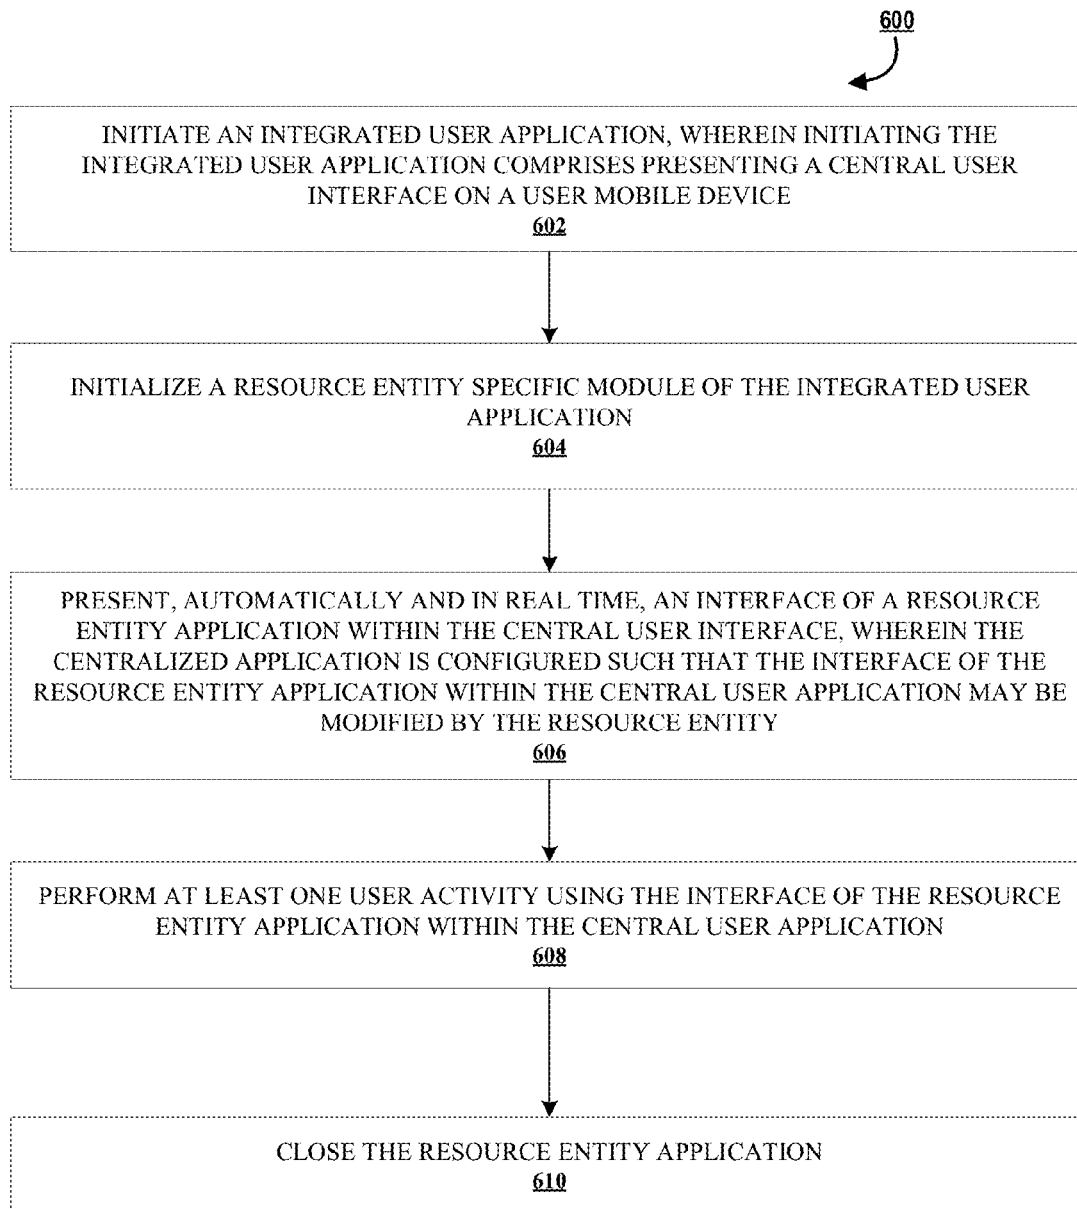 600
INITIATE AN INTEGRATED USER APPLICATION, WHEREIN INITIATING THE
INTEGRATED USER APPLICATION COMPRISES PRESENTING A CENTRAL USER
INTERFACE ON A USER MOBILE DEVICE
602
INITIALIZE A RESOURCE ENTITY SPECIFIC MODULE OF THE INTEGRATED USER
APPLICATION
604
PRESENT, AUTOMATICALLY AND IN REAL TIME, AN INTERFACE OF A RESOURCE
ENTITY APPLICATION WITHIN THE CENTRAL USER INTERFACE, WHEREIN THE
CENTRALIZED APPLICATION IS CONFIGURED SUCH THAT THE INTERFACE OF THE
RESOURCE ENTITY APPLICATION WITHIN THE CENTRAL USER APPLICATION MAY BE
MODIFIED BY THE RESOURCE ENTITY
606
PERFORM AT LEAST ONE USER ACTIVITY USING THE INTERFACE OF THE RESOURCE
ENTITY APPLICATION WITHIN THE CENTRAL USER APPLICATION
608
CLOSE THE RESOURCE ENTITY APPLICATION
610